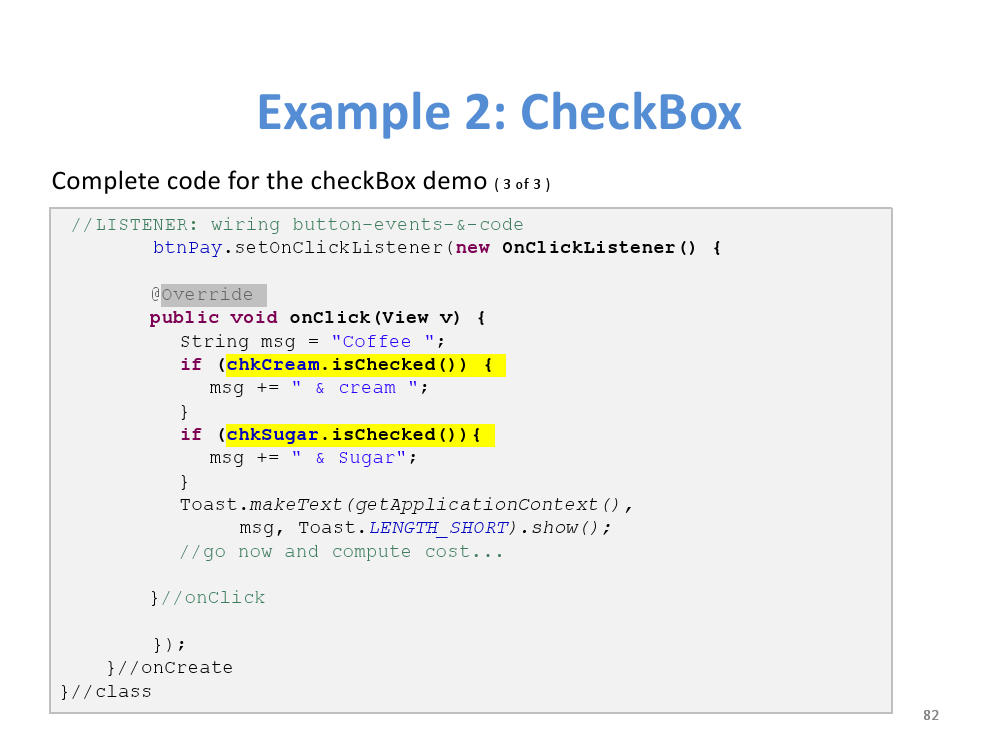 Example 2: CheckBox
Complete code for the checkBox demo ( 3 of 3 )
//LISTENER: wiring button-events-&-code
btnPay.setOnClickListener(new OnClickListener() {
@Override
public void onClick(View v) {
String msg = "Coffee ";
if (chkCream.isChecked()) {
msg += " & cream ";
}
if (chkSugar.isChecked()){
msg += " & Sugar";
}
Toast.makeText(getApplicationContext(),
msg, Toast.LENGTH_SHORT).show();
//go now and compute cost...
}//onClick
});
}//onCreate
}//class
82